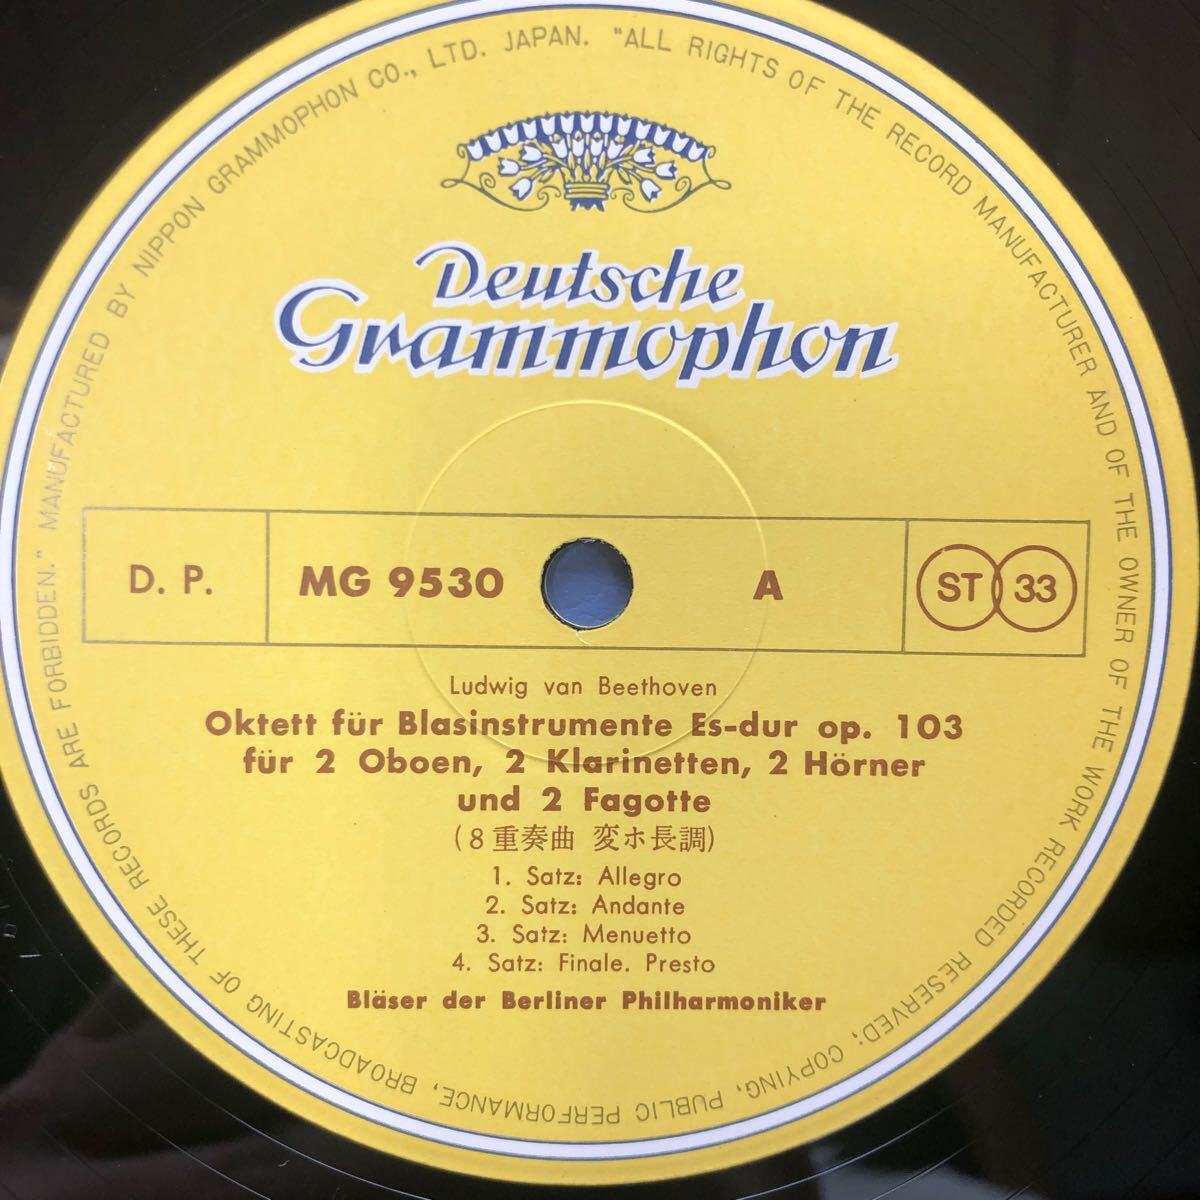 MANUFACTURED BY NIPPON GRAMMOPHON CO., LTD. JAPAN. "ALL RIGHTS OF THE RECORD MANUFACTURER AND OF THE OWNER OF THE WORK RECORDED RESERVED; COPYING, PUBLIC PERFORMANCE, BROADCASTING OF THESE RECORDS ARE FORBIDDEN."
Deutsche
Grammophon
D. P. MG 9530 A ST 33
Ludwig van Beethoven
Oktett für Blasinstrumente Es-dur op. 103
für 2 Oboen, 2 Klarinetten, 2 Hörner
und 2 Fagotte
(8重奏曲 変ホ長調)
1. Satz: Allegro
2. Satz: Andante
3. Satz: Menuetto
4. Satz: Finale. Presto
Bläser der Berliner Philharmoniker